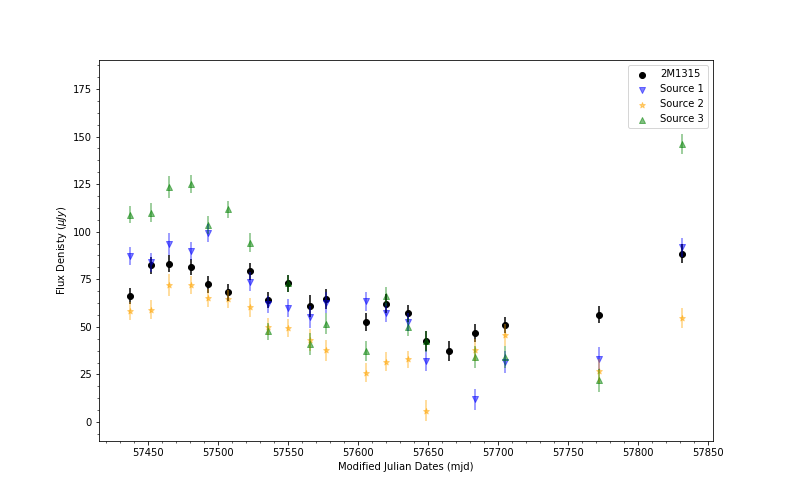 175
150
125
100
75
50
25
0
Flux Denisty (μJy)
2M1315
Source 1
Source 2
Source 3
57450 57500 57550 57600 57650 57700 57750 57800 57850
Modified Julian Dates (mjd)